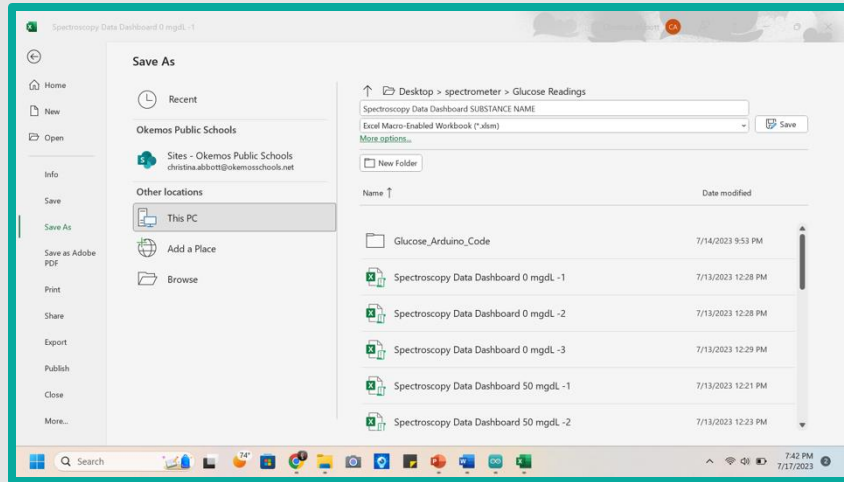 Spectroscopy Data Dashboard 0 mgdL -1
CA
Save As
Home
New
Open
Info
Save
Save As
Save as Adobe
PDF
Print
Share
Export
Publish
Close
More...
Recent
Okemos Public Schools
Sites - Okemos Public Schools
christina.abbott@okemosschools.net
Other locations
This PC
Add a Place
Browse
Desktop > spectrometer > Glucose Readings
Spectroscopy Data Dashboard SUBSTANCE NAME
Excel Macro-Enabled Workbook (*.xlsm)
Save
More options...
New Folder
Name Date modified
Glucose_Arduino_Code 7/14/2023 9:53 PM
Spectroscopy Data Dashboard 0 mgdL -1 7/13/2023 12:28 PM
Spectroscopy Data Dashboard 0 mgdL -2 7/13/2023 12:28 PM
Spectroscopy Data Dashboard 0 mgdL -3 7/13/2023 12:29 PM
Spectroscopy Data Dashboard 50 mgdL -1 7/13/2023 12:21 PM
Spectroscopy Data Dashboard 50 mgdL -2 7/13/2023 12:23 PM
Search
74°
7:42 PM
7/17/2023
2